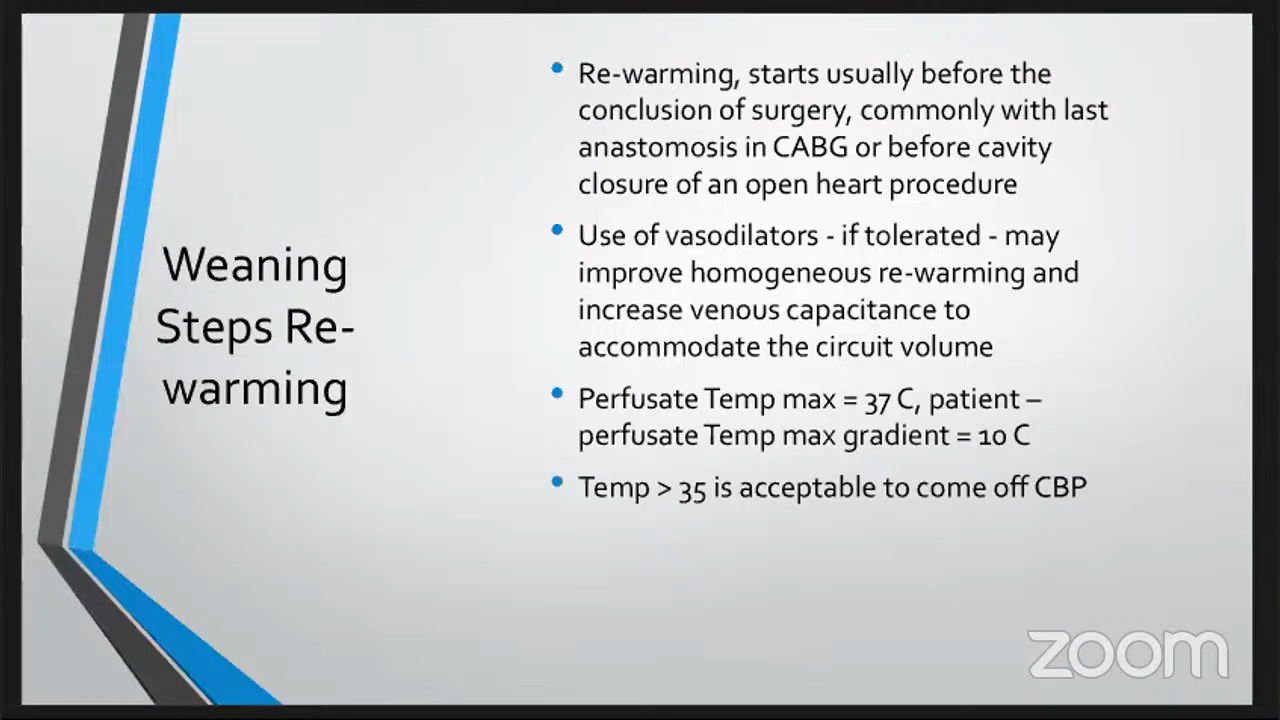 Weaning
Steps Re-
warming
Re-warming, starts usually before the
conclusion of surgery, commonly with last
anastomosis in CABG or before cavity
closure of an open heart procedure
Use of vasodilators - if tolerated - may
improve homogeneous re-warming and
increase venous capacitance to
accommodate the circuit volume
Perfusate Temp max = 37 C, patient –
perfusate Temp max gradient = 10 C
Temp > 35 is acceptable to come off CBP
zoom